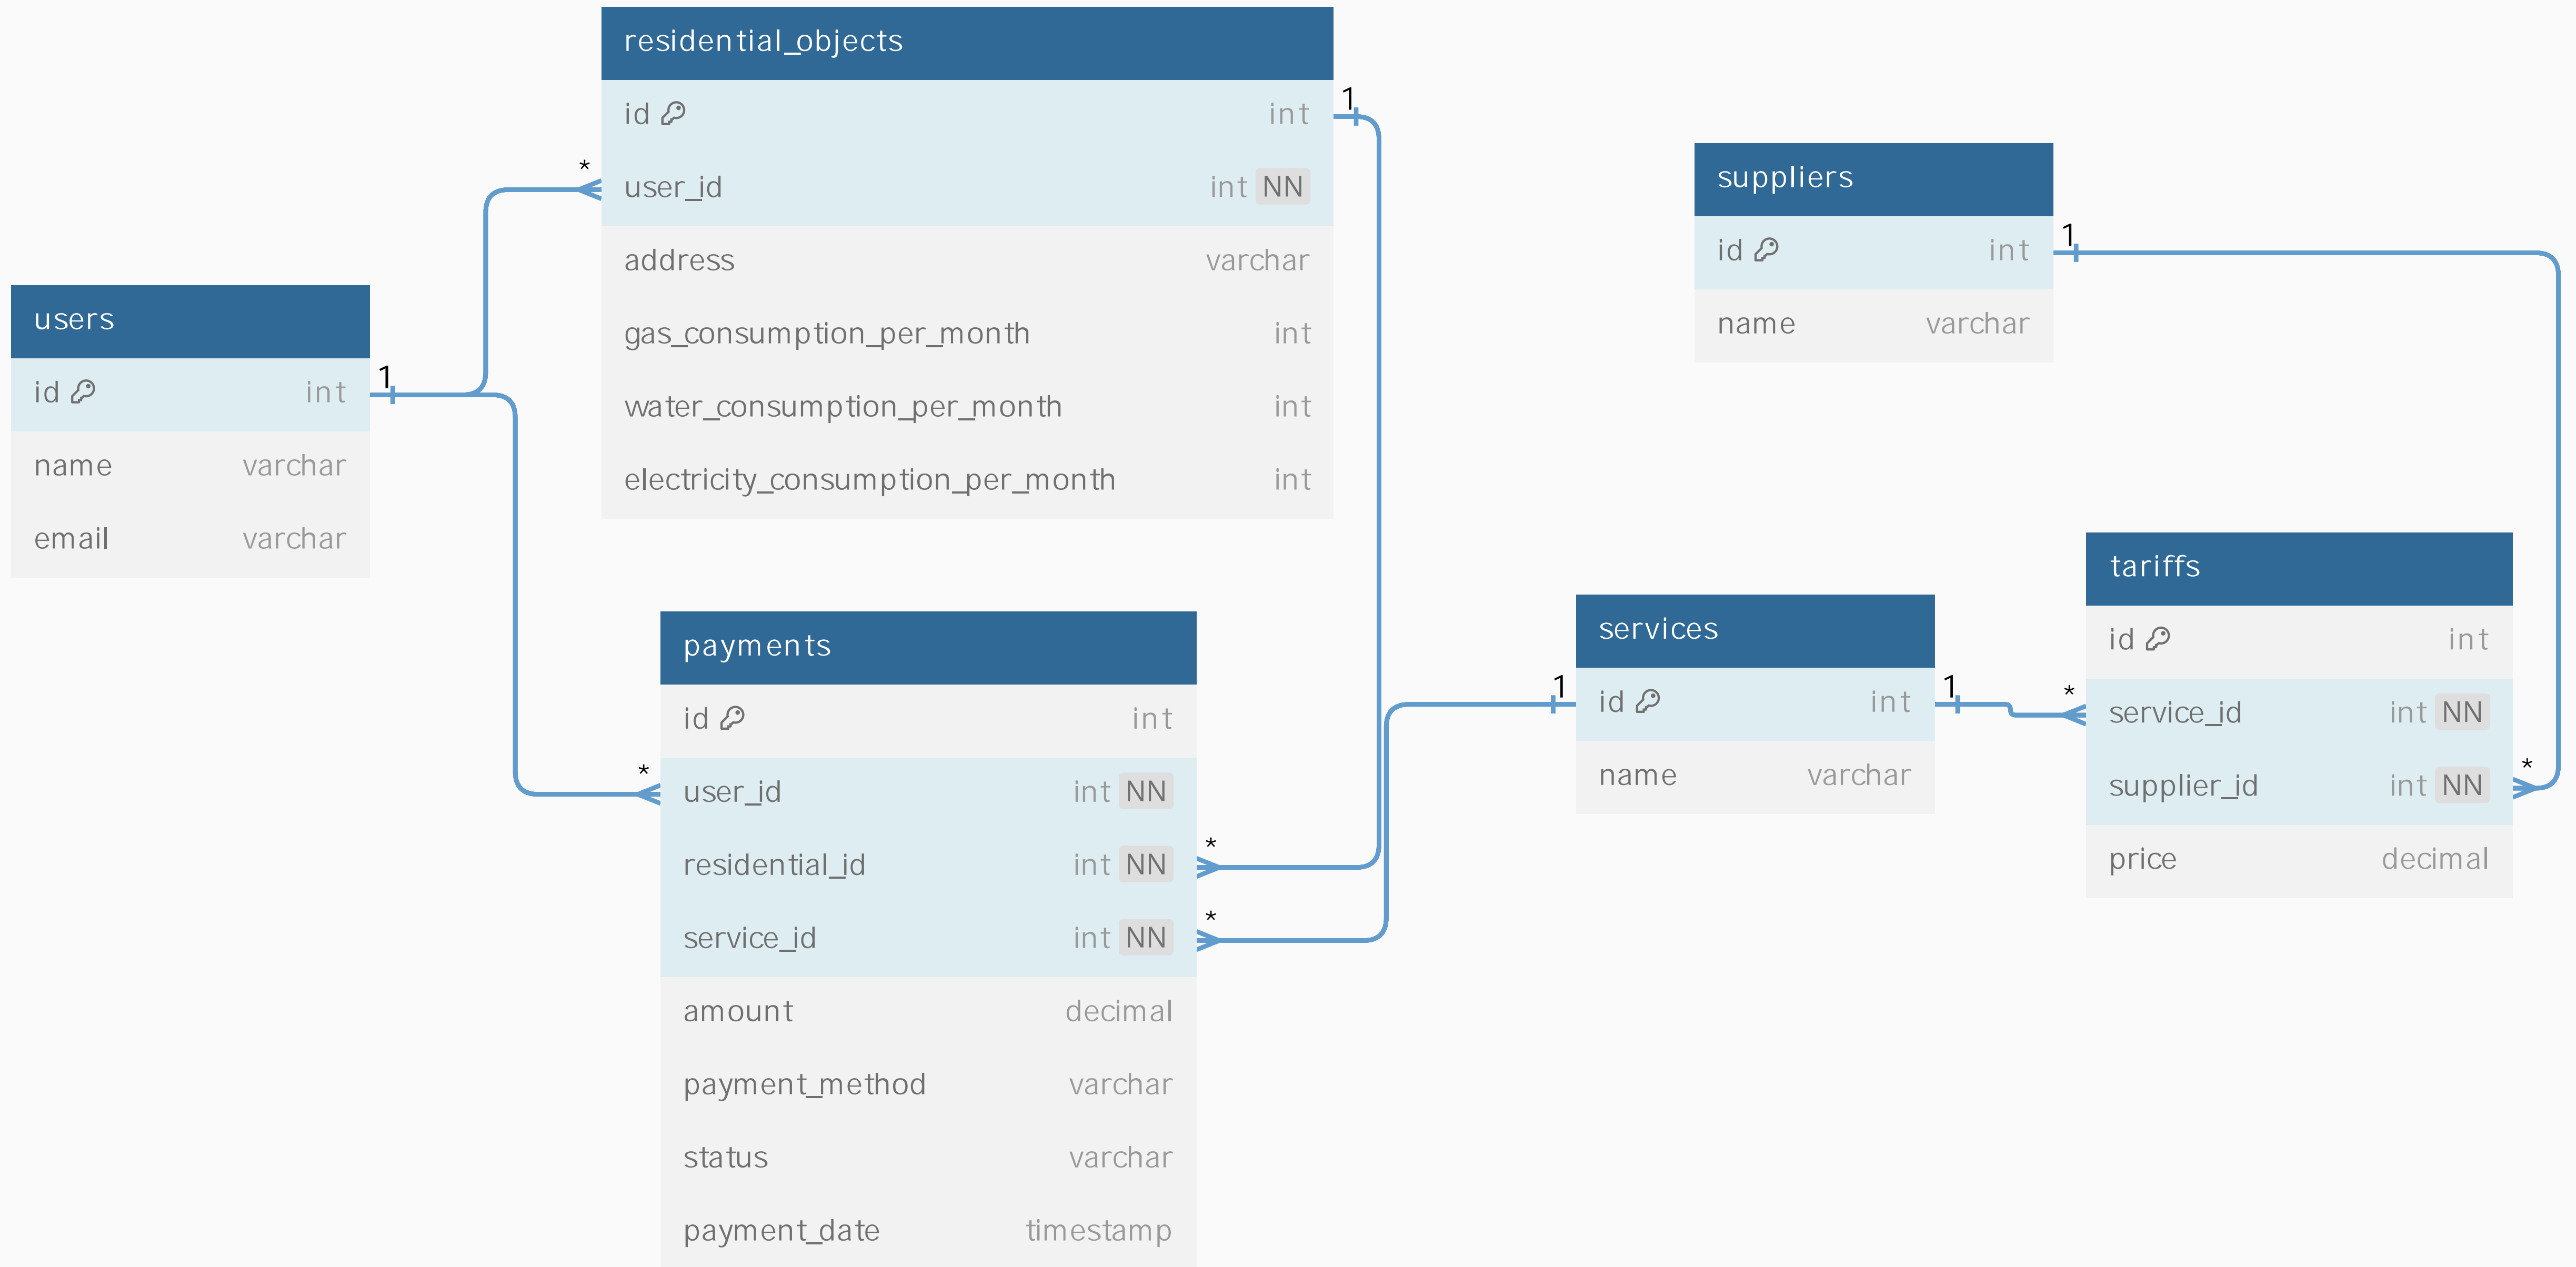 residential_objects
id int
user_id int NN
address varchar
gas_consumption_per_month int
water_consumption_per_month int
electricity_consumption_per_month int
1
*
suppliers
id int
name varchar
1
users
id int
name varchar
email varchar
1
tariffs
id int
service_id int NN
supplier_id int NN
price decimal
*
*
services
id int
name varchar
1
1
payments
id int
user_id int NN
residential_id int NN
service_id int NN
amount decimal
payment_method varchar
status varchar
payment_date timestamp
*
*
*